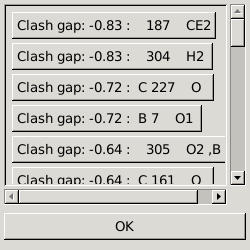 Clash gap: -0.83 :    187    CE2
Clash gap: -0.83 :    304    H2
Clash gap: -0.72 :  C 227    O
Clash gap: -0.72 :  B 7    O1
Clash gap: -0.64 :    305    O2 ,B
Clash gap: -0.64 :  C 161    O
OK